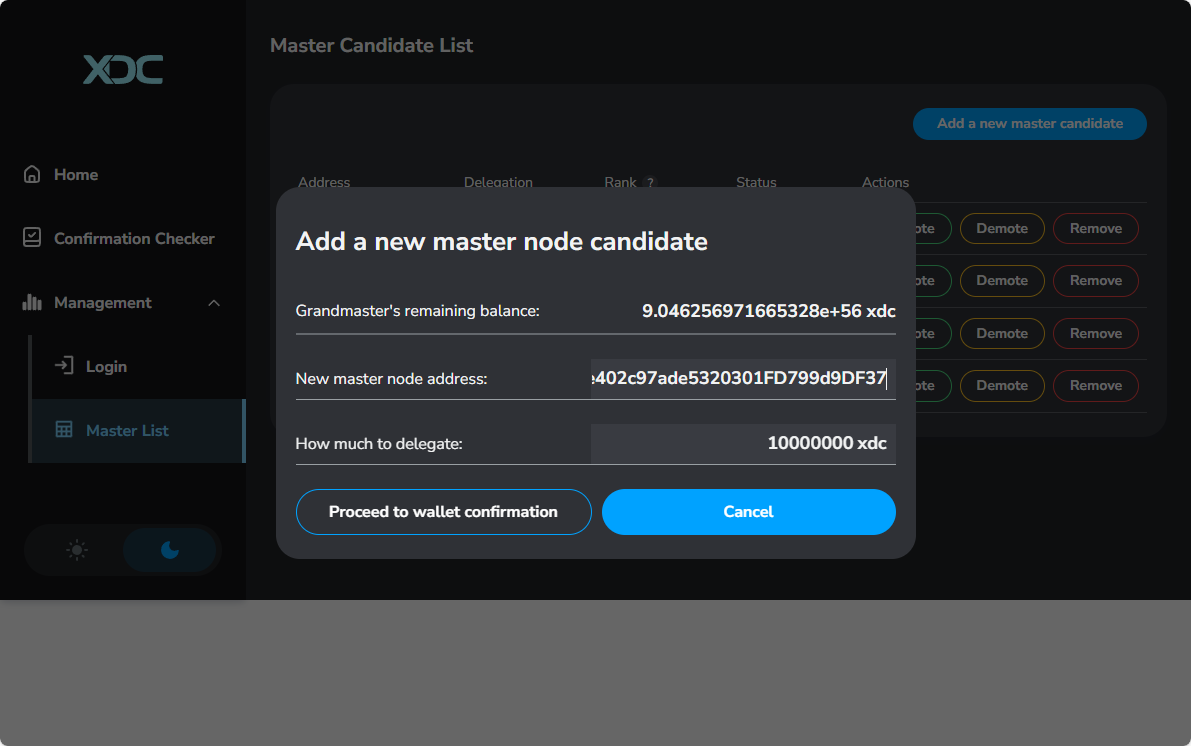 XDC
Master Candidate List
Add a new master candidate
Home
Address Delegation Rank ? Status Actions
Confirmation Checker
ote Demote Remove
Add a new master node candidate
ote Demote Remove
Management
Grandmaster's remaining balance: 9.046256971665328e+56 xdc
ote Demote Remove
Login
New master node address: e402c97ade5320301FD799d9DF37
ote Demote Remove
Master List
How much to delegate: 10000000 xdc
Proceed to wallet confirmation Cancel